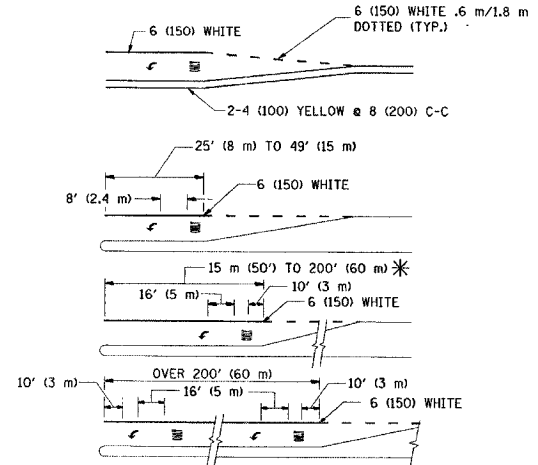 6 (150) WHITE .6 m/1.8 m
DOTTED (TYP.)
6 (150) WHITE
2-4 (100) YELLOW @ 8 (200) C-C
25' (8 m) TO 49' (15 m)
6 (150) WHITE
8' (2.4 m)
15 m (50') TO 200' (60 m) *
10' (3 m)
16' (5 m)
6 (150) WHITE
OVER 200' (60 m)
10' (3 m)
10' (3 m)
16' (5 m)
6 (150) WHITE